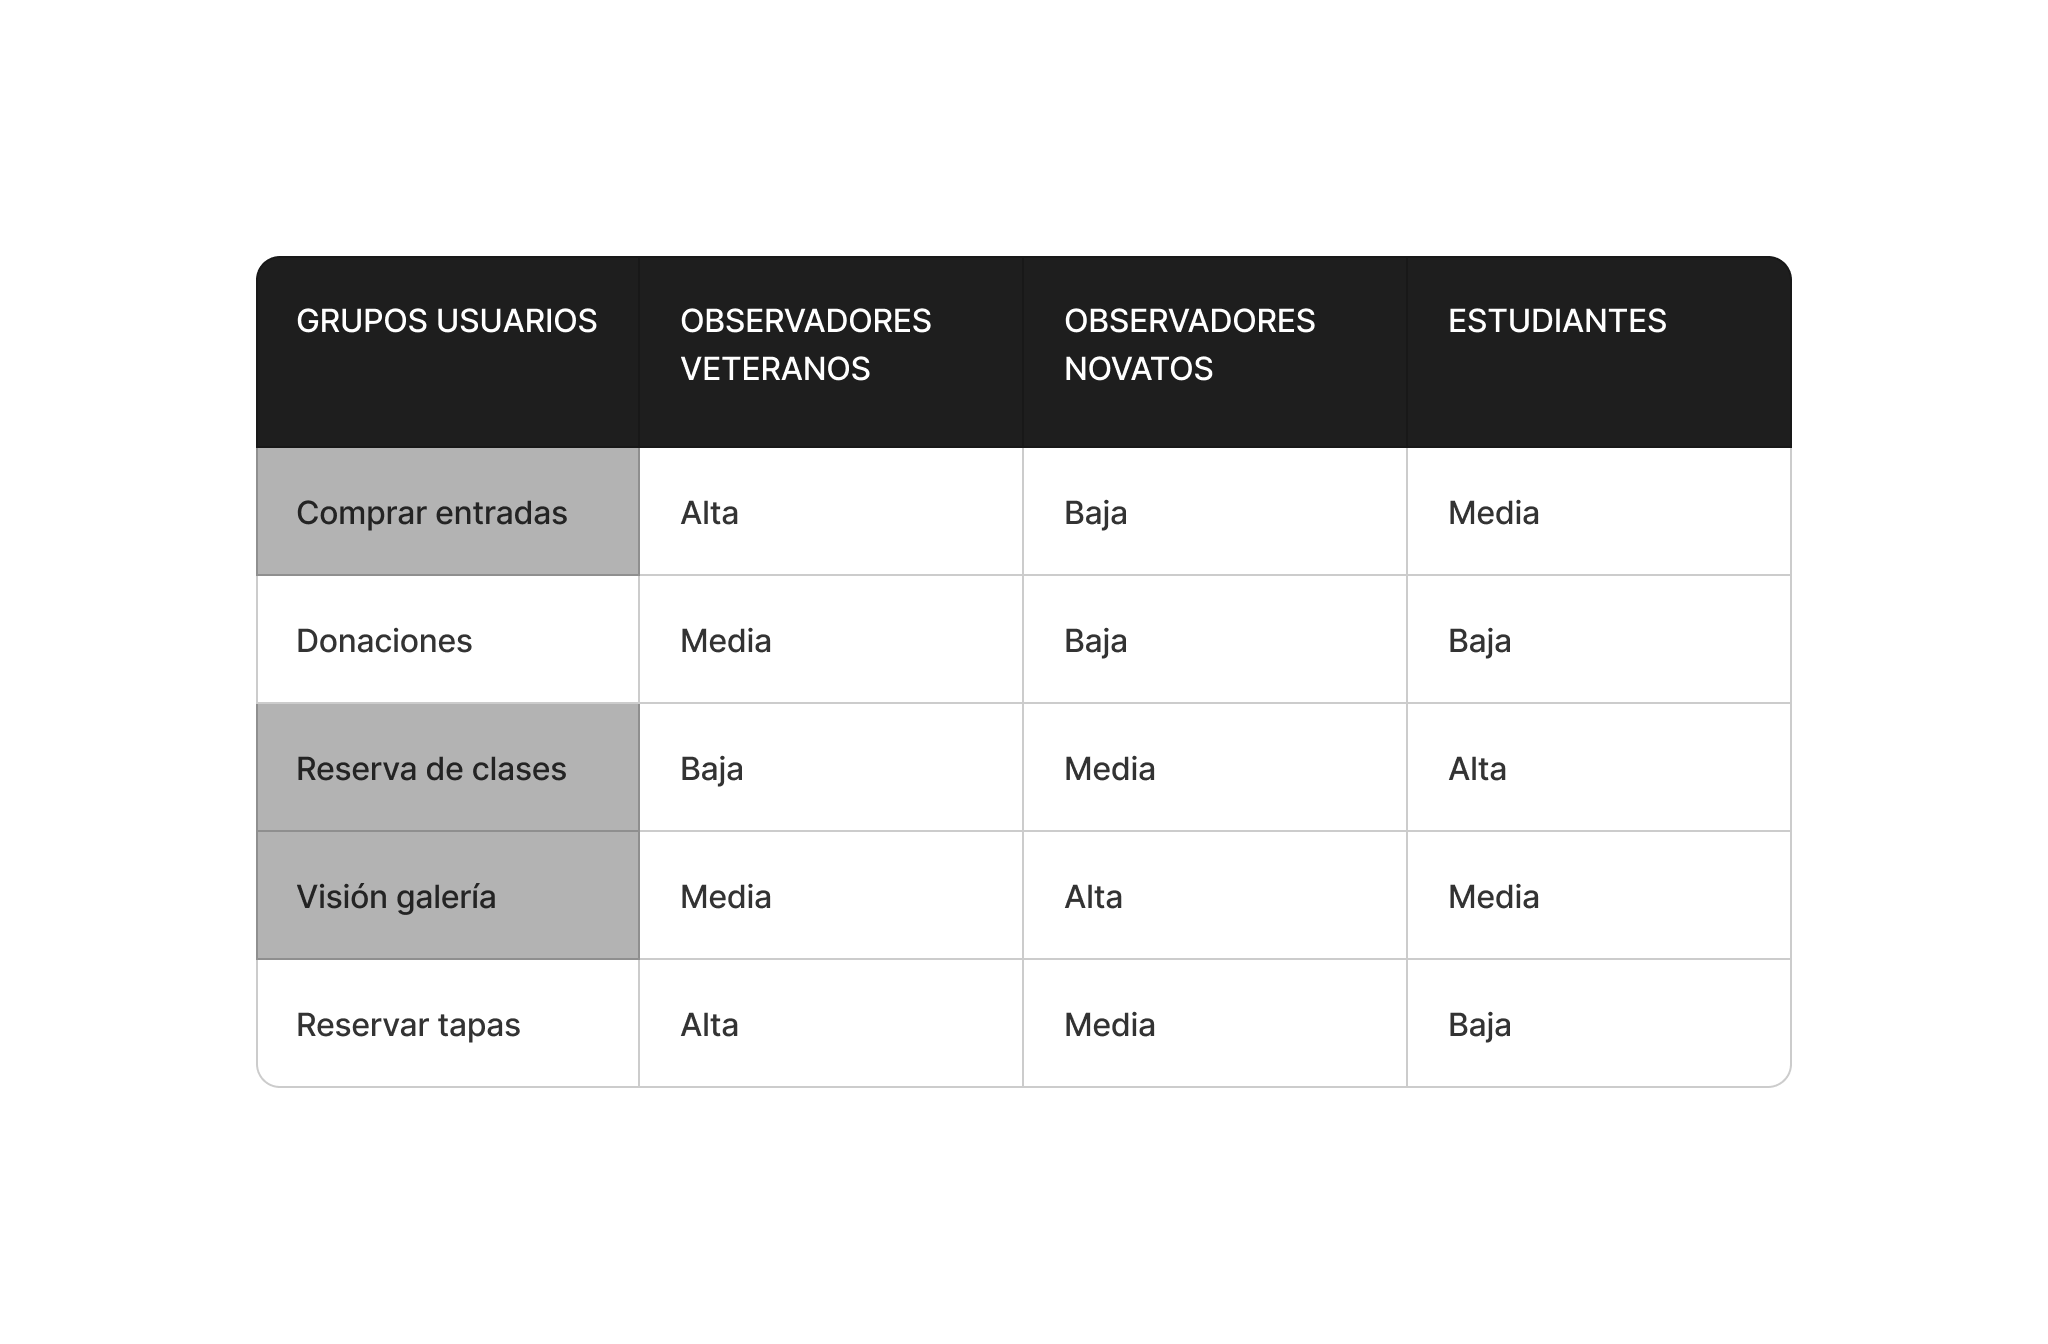 GRUPOS USUARIOS
OBSERVADORES
VETERANOS
OBSERVADORES
NOVATOS
ESTUDIANTES
Comprar entradas
Alta
Baja
Media
Donaciones
Media
Baja
Baja
Reserva de clases
Baja
Media
Alta
Visión galería
Media
Alta
Media
Reservar tapas
Alta
Media
Baja